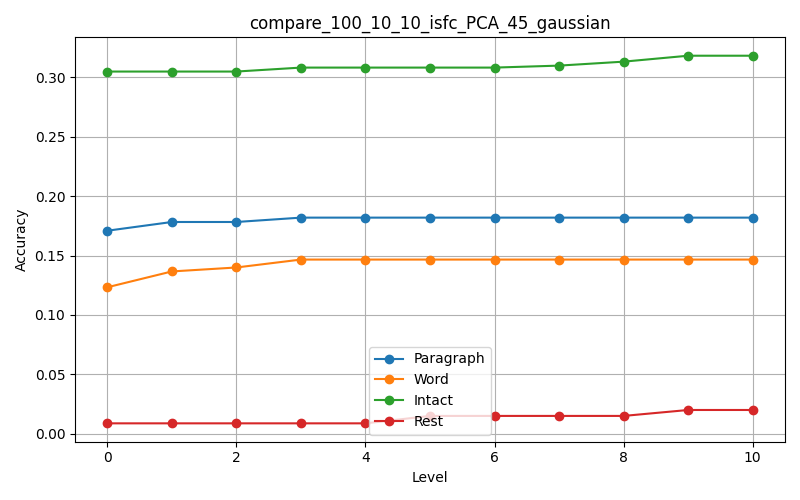 compare_100_10_10_isfc_PCA_45_gaussian
0.30
0.25
0.20
0.15
0.10
0.05
0.00
Accuracy
Paragraph
Word
Intact
Rest
0 2 4 6 8 10
Level